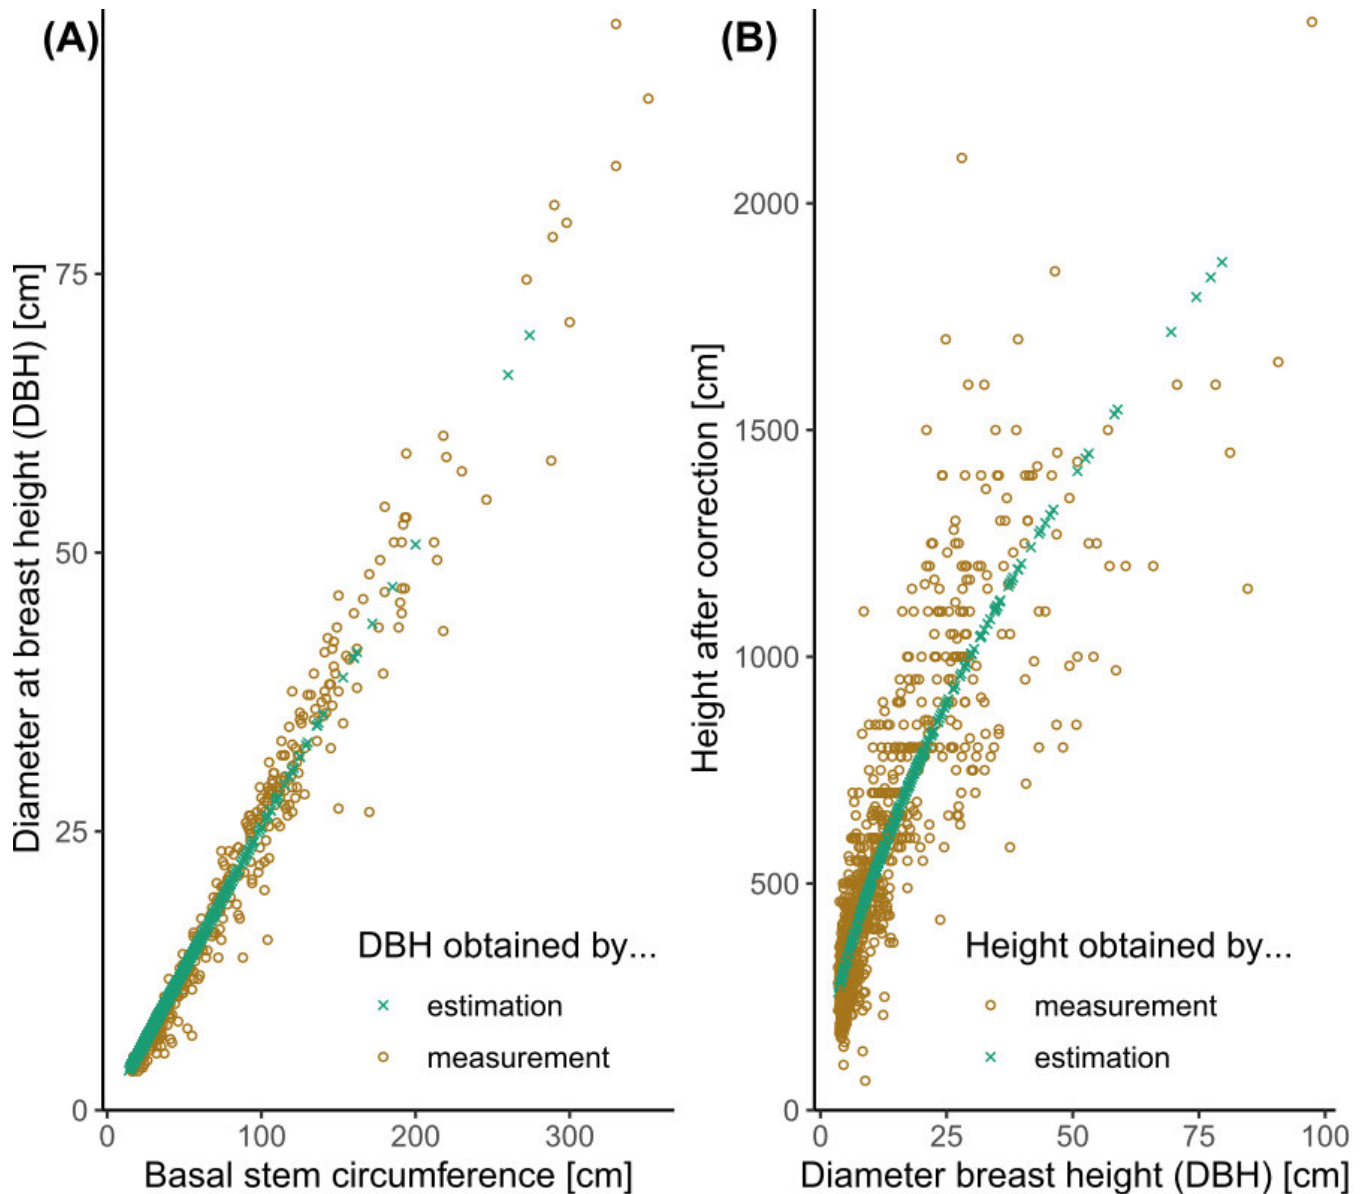 (A)
Diameter at breast height (DBH) [cm]
75
50
25
0
0 100 200 300
Basal stem circumference [cm]
DBH obtained by...
estimation
measurement
(B)
Height after correction [cm]
2000
1500
1000
500
0
0 25 50 75 100
Diameter breast height (DBH) [cm]
Height obtained by...
measurement
estimation